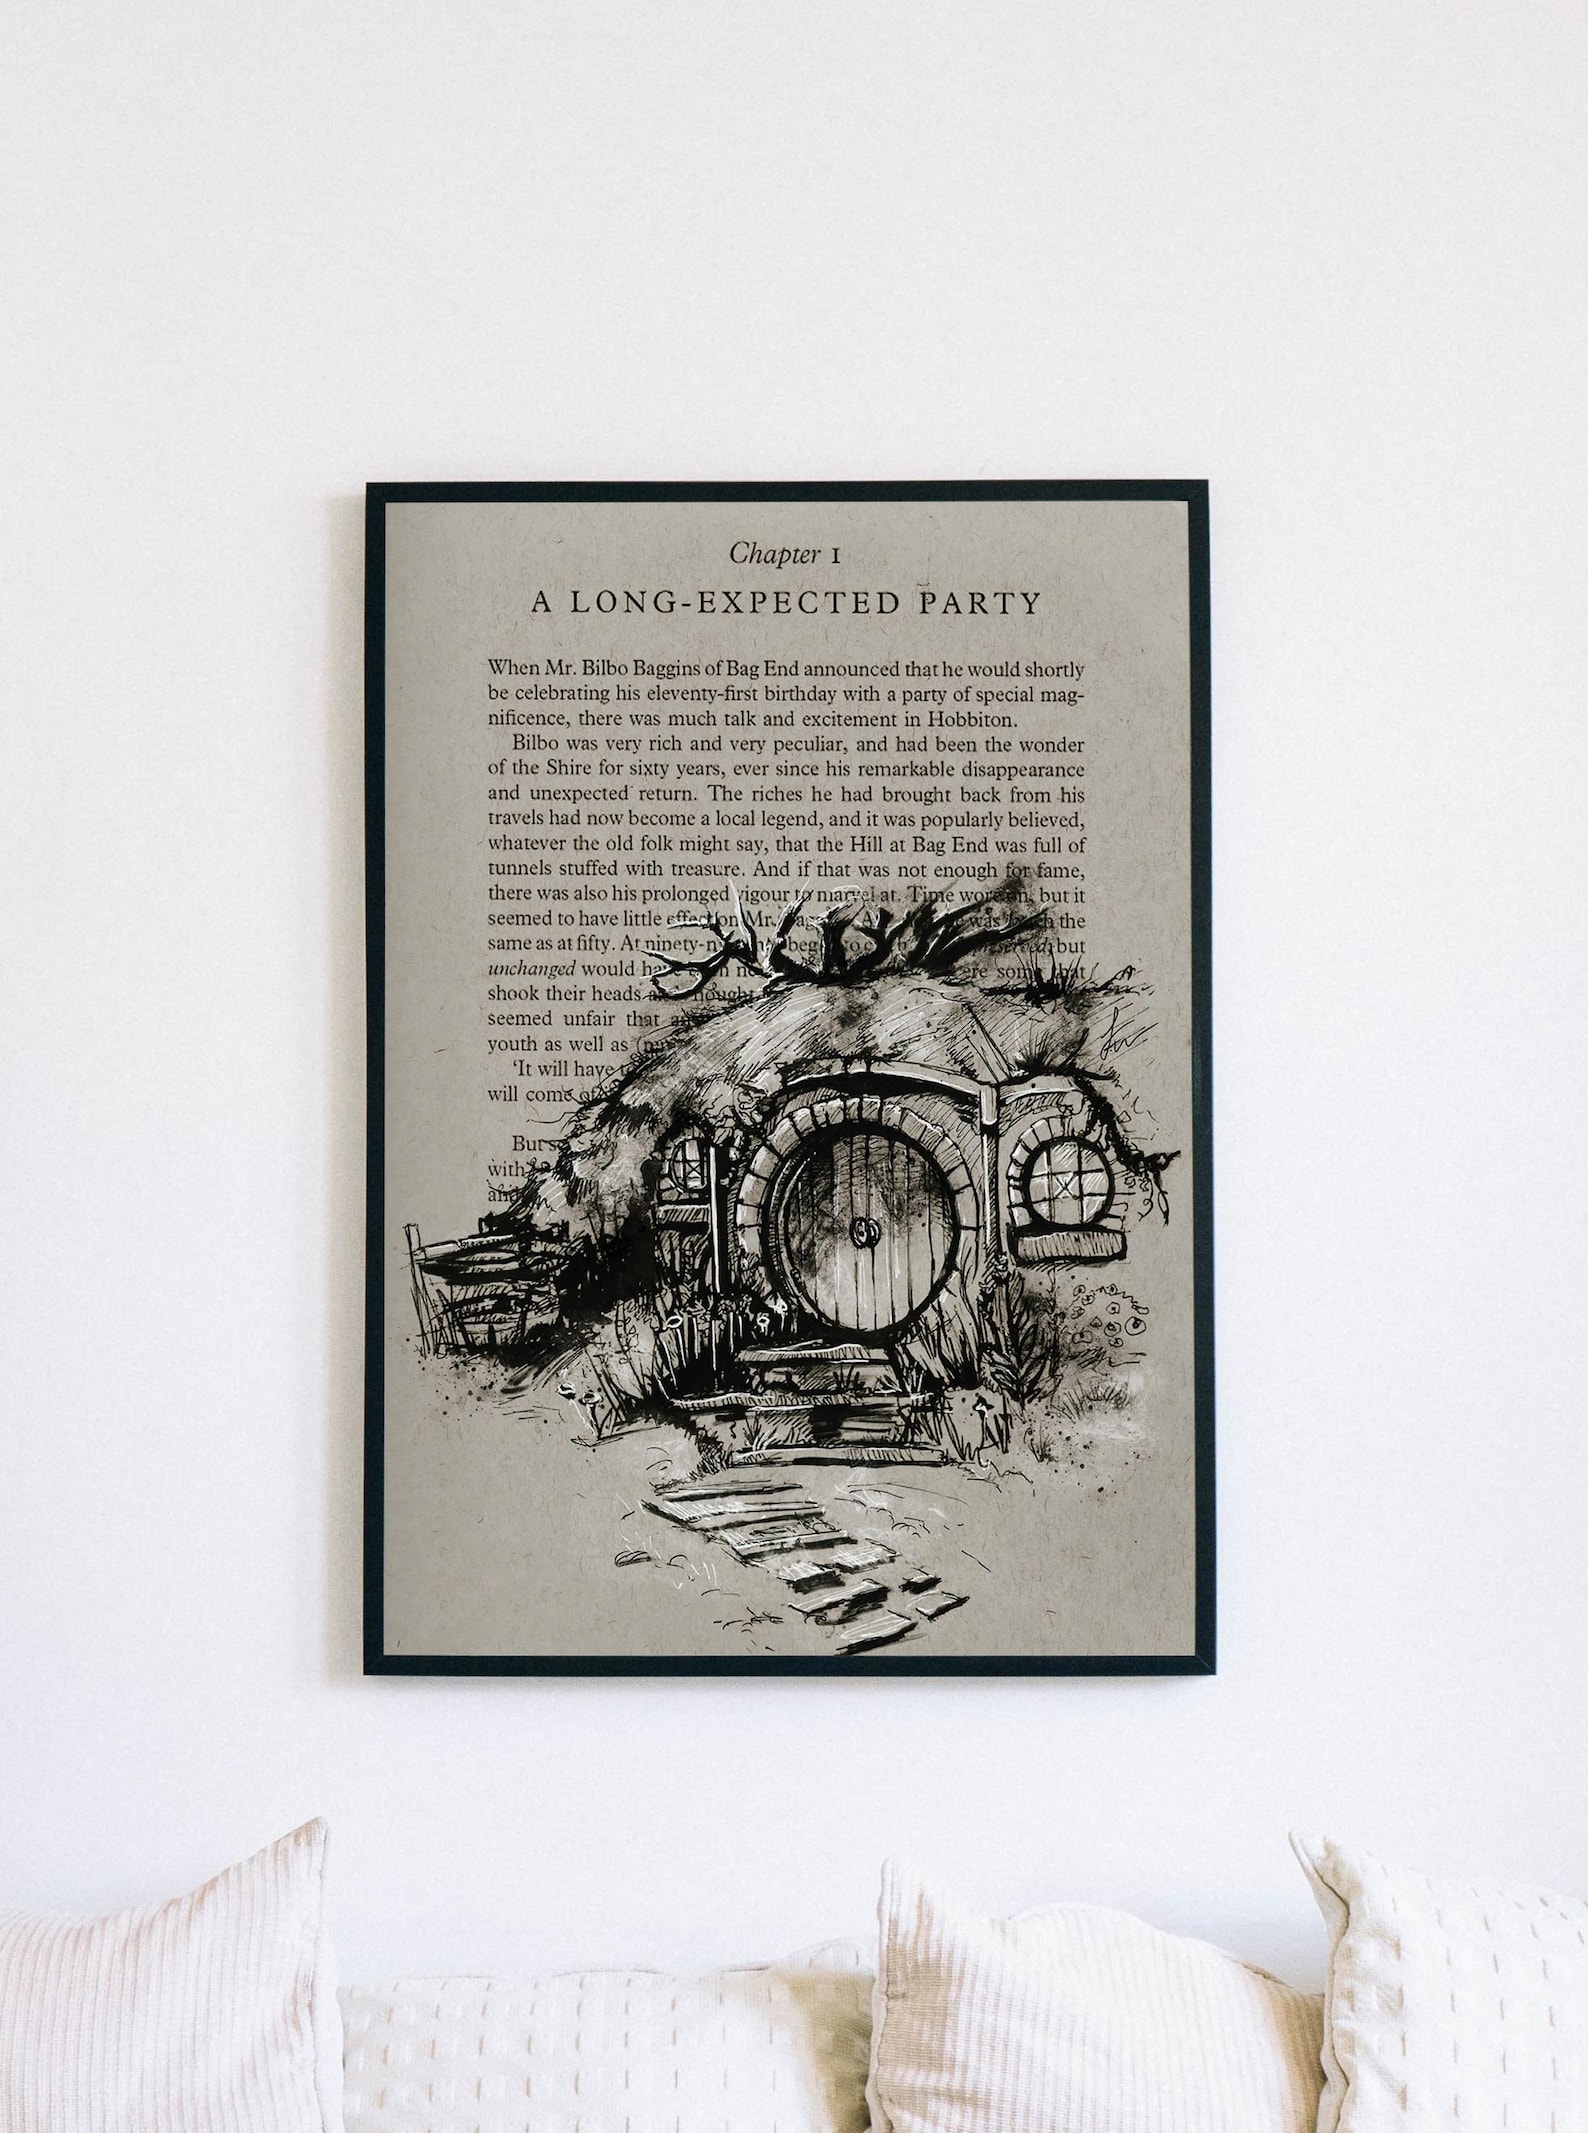 Chapter 1
A LONG-EXPECTED PARTY
When Mr. Bilbo Baggins of Bag End announced that he would shortly
be celebrating his eleventy-first birthday with a party of special mag-
nificence, there was much talk and excitement in Hobbiton.
Bilbo was very rich and very peculiar, and had been the wonder
of the Shire for sixty years, ever since his remarkable disappearance
and unexpected return. The riches he had brought back from his
travels had now become a local legend, and it was popularly believed,
whatever the old folk might say, that the Hill at Bag End was full of
tunnels stuffed with treasure. And if that was not enough for fame,
there was also his prolonged vigour to marvel at. Time wore on, but it
seemed to have little effect on Mr. was the
same as at fifty. At but
unchanged would some that
shook their heads
seemed unfair that
youth as well as
‘It will have
will come
But
with
and